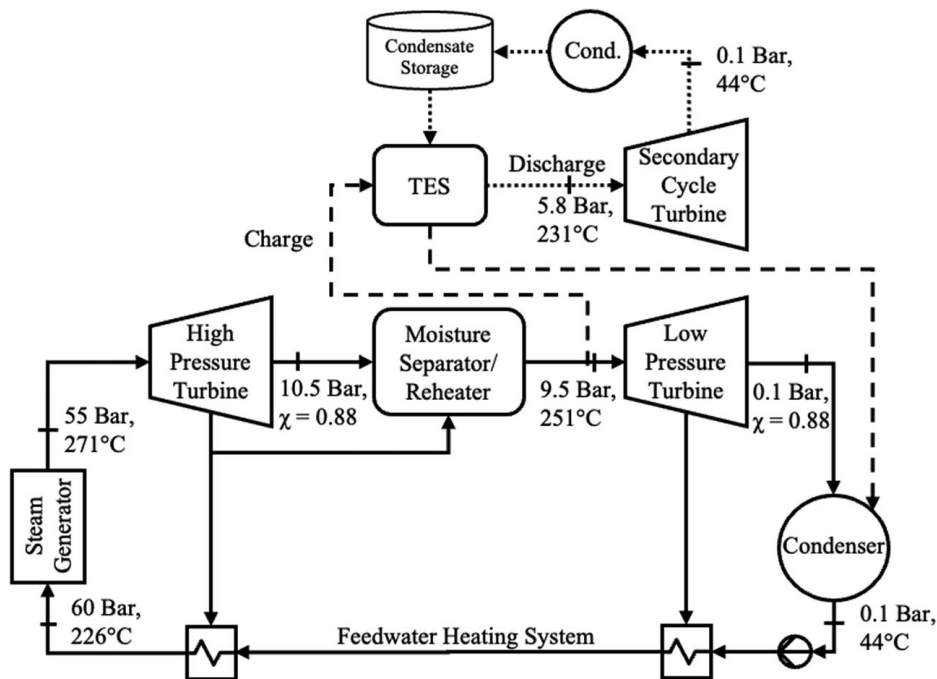 Condensate
Storage
Cond.
0.1 Bar,
44°C
TES
Discharge
5.8 Bar,
231°C
Secondary
Cycle
Turbine
Charge
High
Pressure
Turbine
10.5 Bar,
χ = 0.88
Moisture
Separator/
Reheater
9.5 Bar,
251°C
Low
Pressure
Turbine
0.1 Bar,
χ = 0.88
55 Bar,
271°C
Steam
Generator
Condenser
60 Bar,
226°C
Feedwater Heating System
0.1 Bar,
44°C